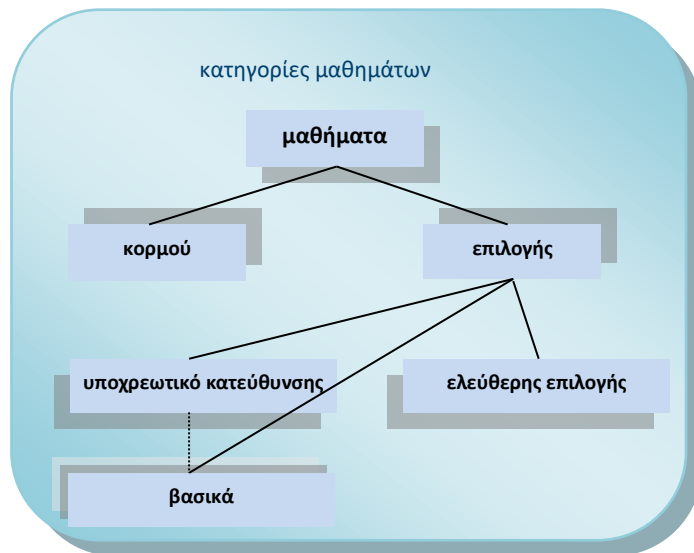 κατηγορίες μαθημάτων
μαθήματα
κορμού
επιλογής
υποχρεωτικό κατεύθυνσης
ελεύθερης επιλογής
βασικά